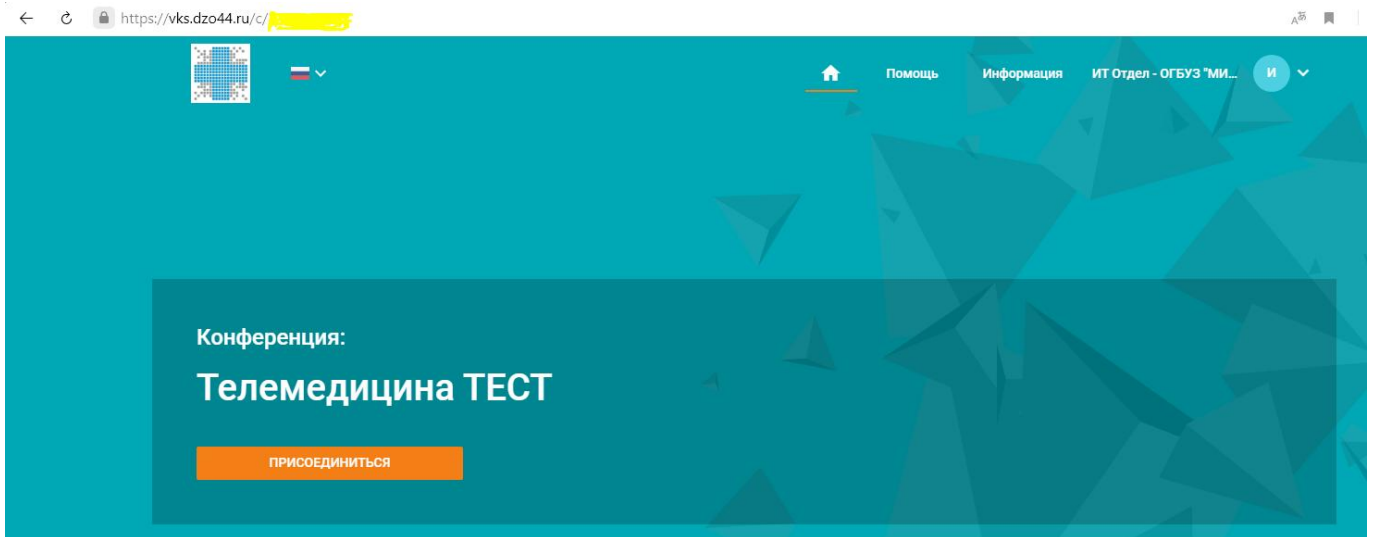 https://vks.dzo44.ru/c/
Помощь
Информация
ИТ Отдел - ОГБУЗ "МИ...
И
Конференция:
Телемедицина ТЕСТ
ПРИСОЕДИНИТЬСЯ